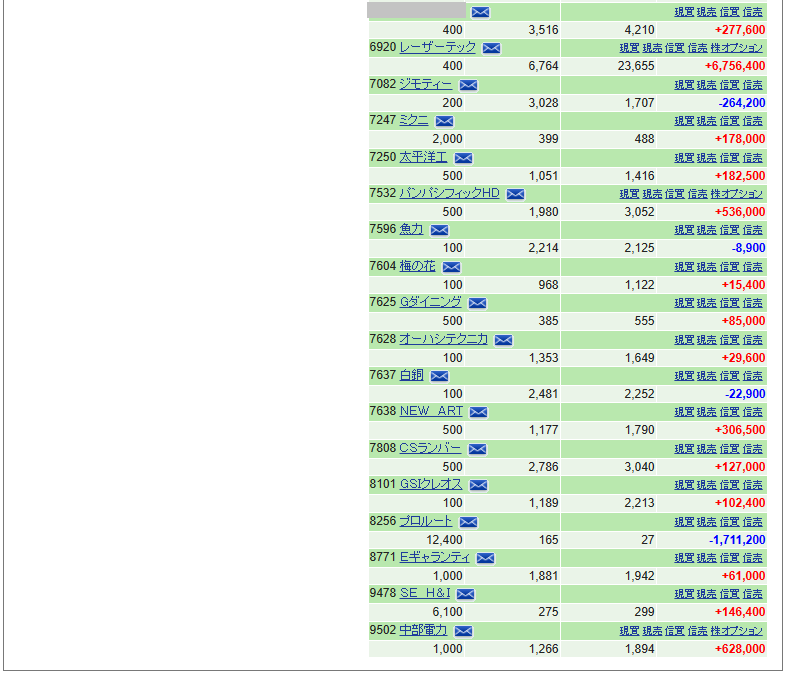 現買 現売 信買 信売
400 3,516 4,210 +277,600
6920 レーザーテック 現買 現売 信買 信売 株オプション
400 6,764 23,655 +6,756,400
7082 ジモティー 現買 現売 信買 信売
200 3,028 1,707 -264,200
7247 ミクニ 現買 現売 信買 信売
2,000 399 488 +178,000
7250 太平洋工 現買 現売 信買 信売
500 1,051 1,416 +182,500
7532 パンパシフィックHD 現買 現売 信買 信売 株オプション
500 1,980 3,052 +536,000
7596 魚力 現買 現売 信買 信売
100 2,214 2,125 -8,900
7604 梅の花 現買 現売 信買 信売
100 968 1,122 +15,400
7625 Gダイニング 現買 現売 信買 信売
500 385 555 +85,000
7628 オーハシテクニカ 現買 現売 信買 信売
100 1,353 1,649 +29,600
7637 白銅 現買 現売 信買 信売
100 2,481 2,252 -22,900
7638 NEW ART 現買 現売 信買 信売
500 1,177 1,790 +306,500
7808 CSランバー 現買 現売 信買 信売
500 2,786 3,040 +127,000
8101 GSIクレオス 現買 現売 信買 信売
100 1,189 2,213 +102,400
8256 プロルート 現買 現売 信買 信売
12,400 165 27 -1,711,200
8771 Eギャランティ 現買 現売 信買 信売
1,000 1,881 1,942 +61,000
9478 SE H&I 現買 現売 信買 信売
6,100 275 299 +146,400
9502 中部電力 現買 現売 信買 信売 株オプション
1,000 1,266 1,894 +628,000